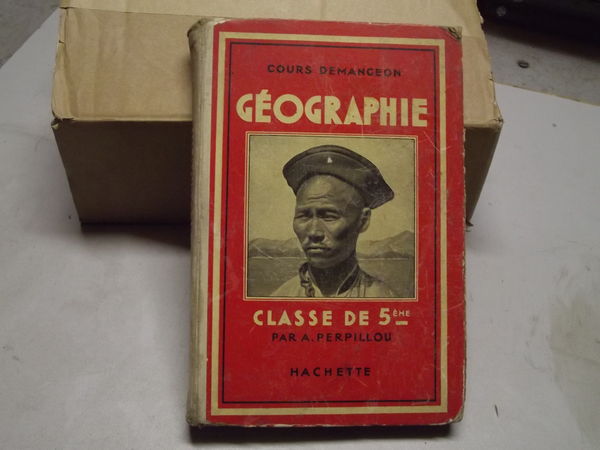 COURS DEMANGEON
GÉOGRAPHIE
CLASSE DE 5ÈME
PAR A. PERPILLOU
HACHETTE